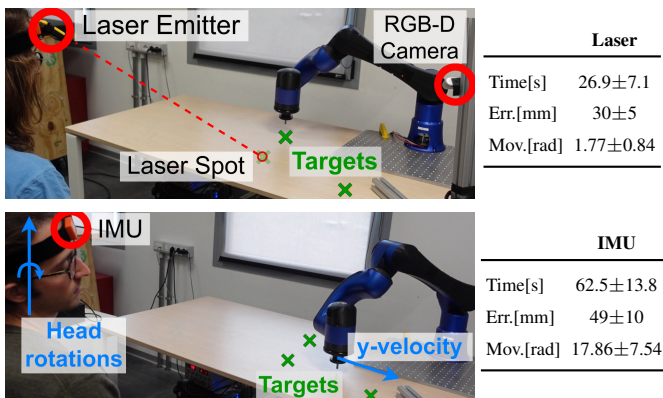 Laser Emitter
RGB-D
Camera
Laser Spot
Targets
Laser
Time[s] 26.9±7.1
Err.[mm] 30±5
Mov.[rad] 1.77±0.84
IMU
Head
rotations
y-velocity
Targets
IMU
Time[s] 62.5±13.8
Err.[mm] 49±10
Mov.[rad] 17.86±7.54